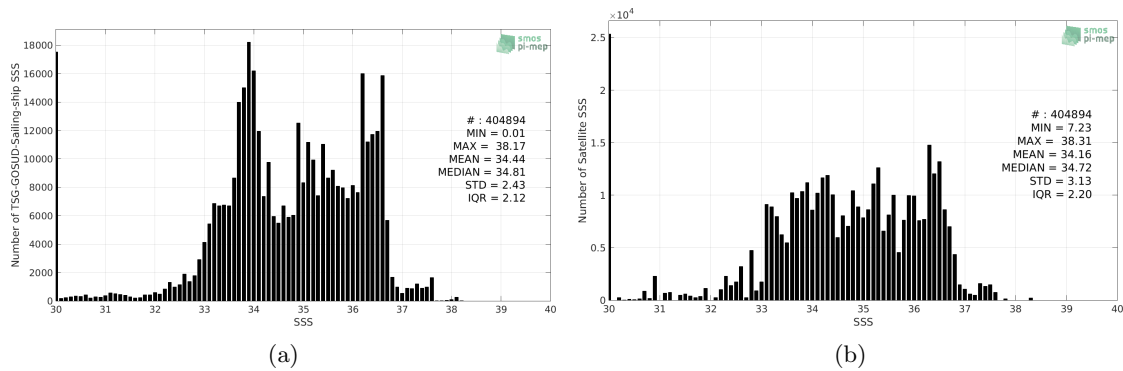 smos
pi-mep
Number of TSG-GOSUD-Sailing-ship SSS
18000
16000
14000
12000
10000
8000
6000
4000
2000
0
# : 404894
MIN = 0.01
MAX = 38.17
MEAN = 34.44
MEDIAN = 34.81
STD = 2.43
IQR = 2.12
30 31 32 33 34 35 36 37 38 39 40
SSS
(a)
×10⁴
smos
pi-mep
Number of Satellite SSS
2.5
2
1.5
1
0.5
0
# : 404894
MIN = 7.23
MAX = 38.31
MEAN = 34.16
MEDIAN = 34.72
STD = 3.13
IQR = 2.20
30 31 32 33 34 35 36 37 38 39 40
SSS
(b)